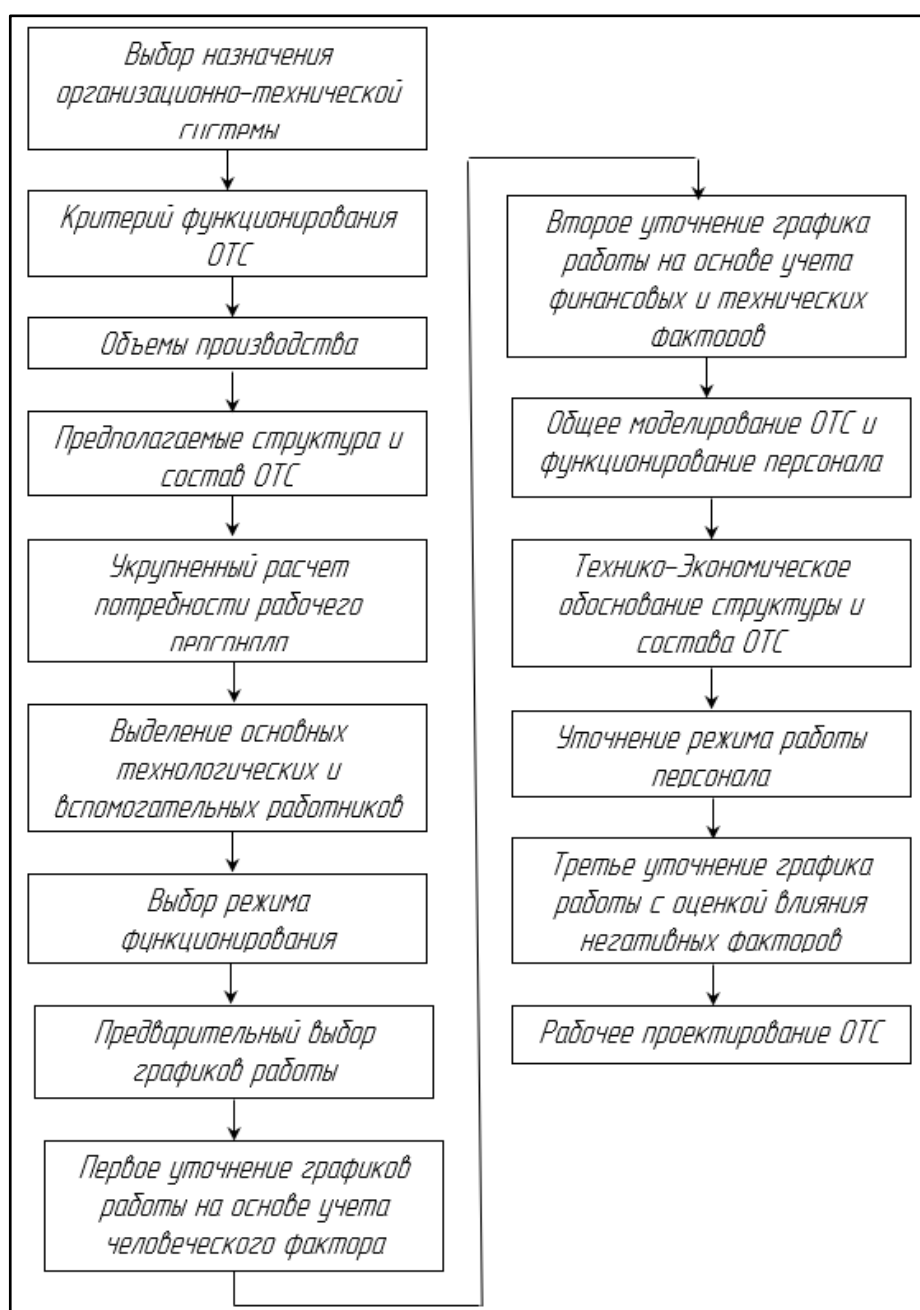 Выбор назначения
организационно-технической
системы
Критерий функционирования
ОТС
Объемы производства
Предполагаемые структура и
состав ОТС
Укрупненный расчет
потребности рабочего
персонала
Выделение основных
технологических и
вспомогательных работников
Выбор режима
функционирования
Предварительный выбор
графиков работы
Первое уточнение графиков
работы на основе учета
человеческого фактора
Второе уточнение графика
работы на основе учета
финансовых и технических
факторов
Общее моделирование ОТС и
функционирование персонала
Технико-Экономическое
обоснование структуры и
состава ОТС
Уточнение режима работы
персонала
Третье уточнение графика
работы с оценкой влияния
негативных факторов
Рабочее проектирование ОТС